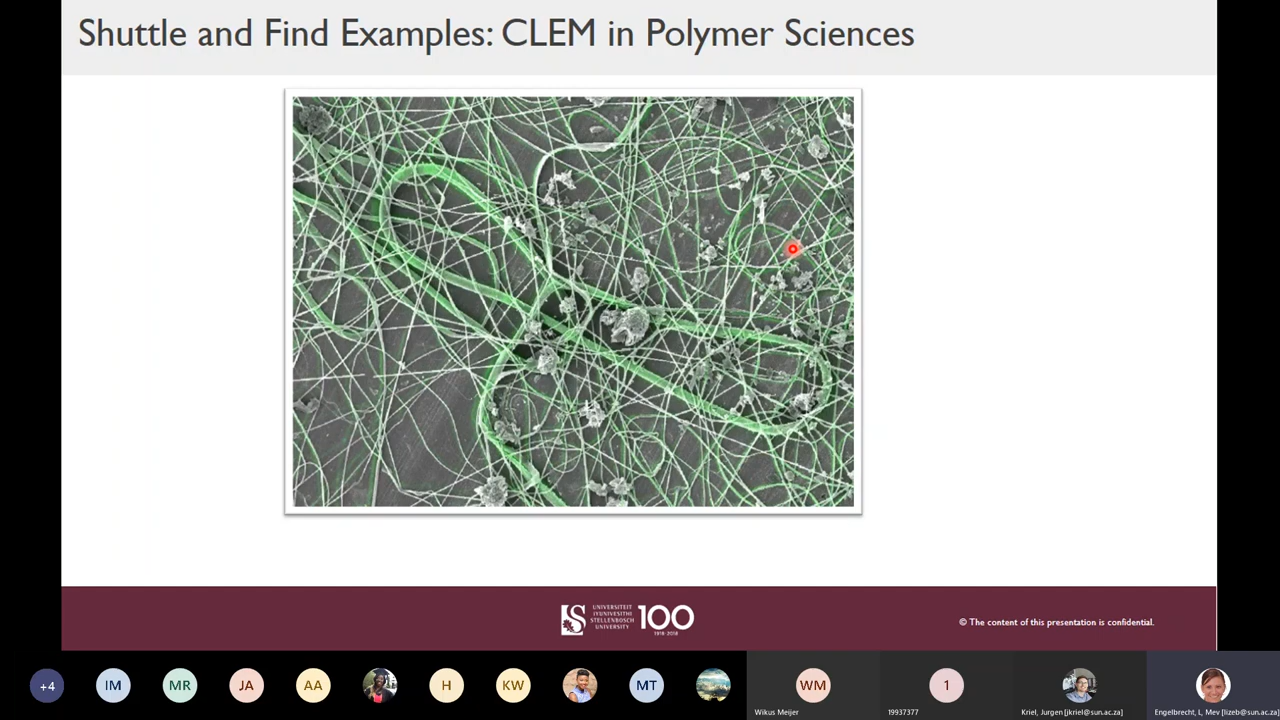 Shuttle and Find Examples: CLEM in Polymer Sciences
UNIVERSITEIT
IYUNIVESITHI
STELLENBOSCH
UNIVERSITY
100
1918-2018
© The content of this presentation is confidential.
+4
IM
MR
JA
AA
H
KW
MT
WM
1
Wikus Meijer
19937377
Kriel, Jurgen [jkriel@sun.ac.za]
Engelbrecht, L, Mev [lizeb@sun.ac.za]